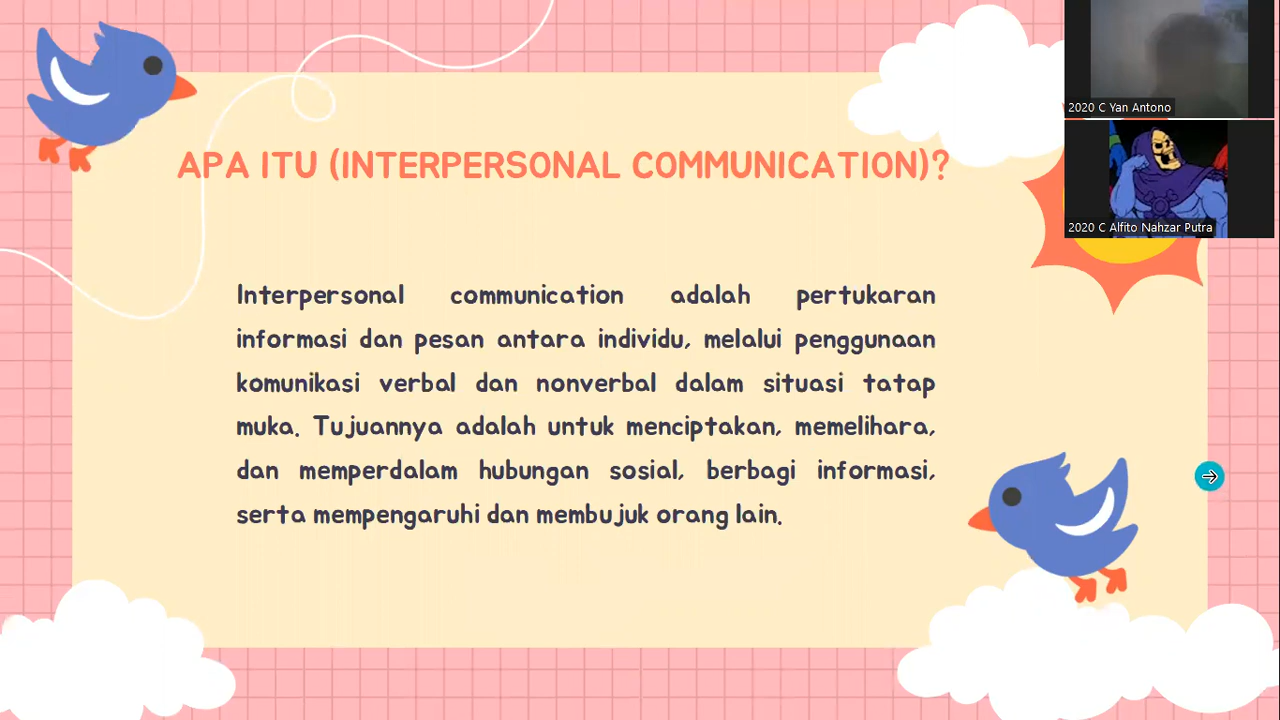 APA ITU (INTERPERSONAL COMMUNICATION)?
Interpersonal communication adalah pertukaran
informasi dan pesan antara individu, melalui penggunaan
komunikasi verbal dan nonverbal dalam situasi tatap
muka. Tujuannya adalah untuk menciptakan, memelihara,
dan memperdalam hubungan sosial, berbagi informasi,
serta mempengaruhi dan membujuk orang lain.
2020 C Yan Antono
2020 C Alfito Nahzar Putra